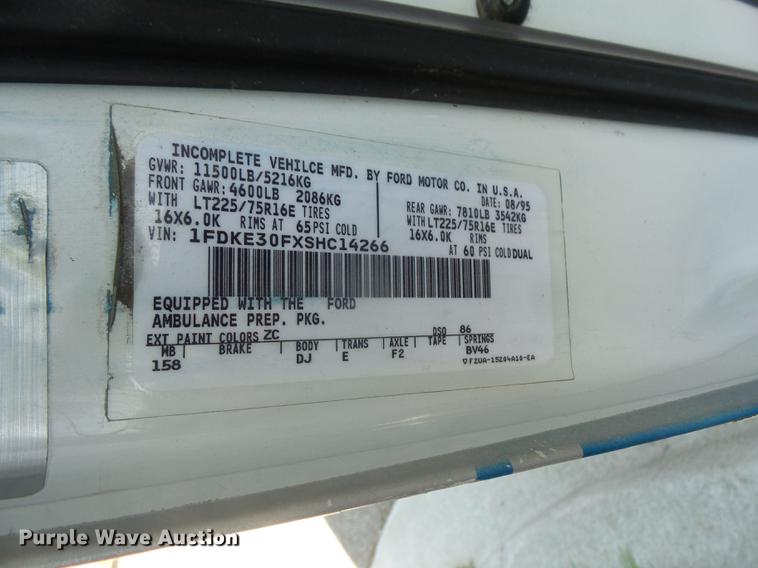 INCOMPLETE VEHILCE MFD. BY FORD MOTOR CO. IN U.S.A.
GVWR: 11500LB/5216KG
DATE: 08/95
FRONT GAWR: 4600LB 2086KG
WITH LT225/75R16E TIRES
16X6.0K RIMS AT 65 PSI COLD
REAR GAWR: 7810LB 3542KG
WITH LT225/75R16E TIRES
16X6.0K RIMS
AT 60 PSI COLD DUAL
VIN: 1FDKE30FXSHC14266
EQUIPPED WITH THE FORD
AMBULANCE PREP. PKG.
EXT PAINT COLORS ZC DSO 86
WB BRAKE BODY TRANS AXLE TAPE SPRINGS
158 DJ E F2 BV46
F2UA-15204A10-EA
Purple Wave Auction